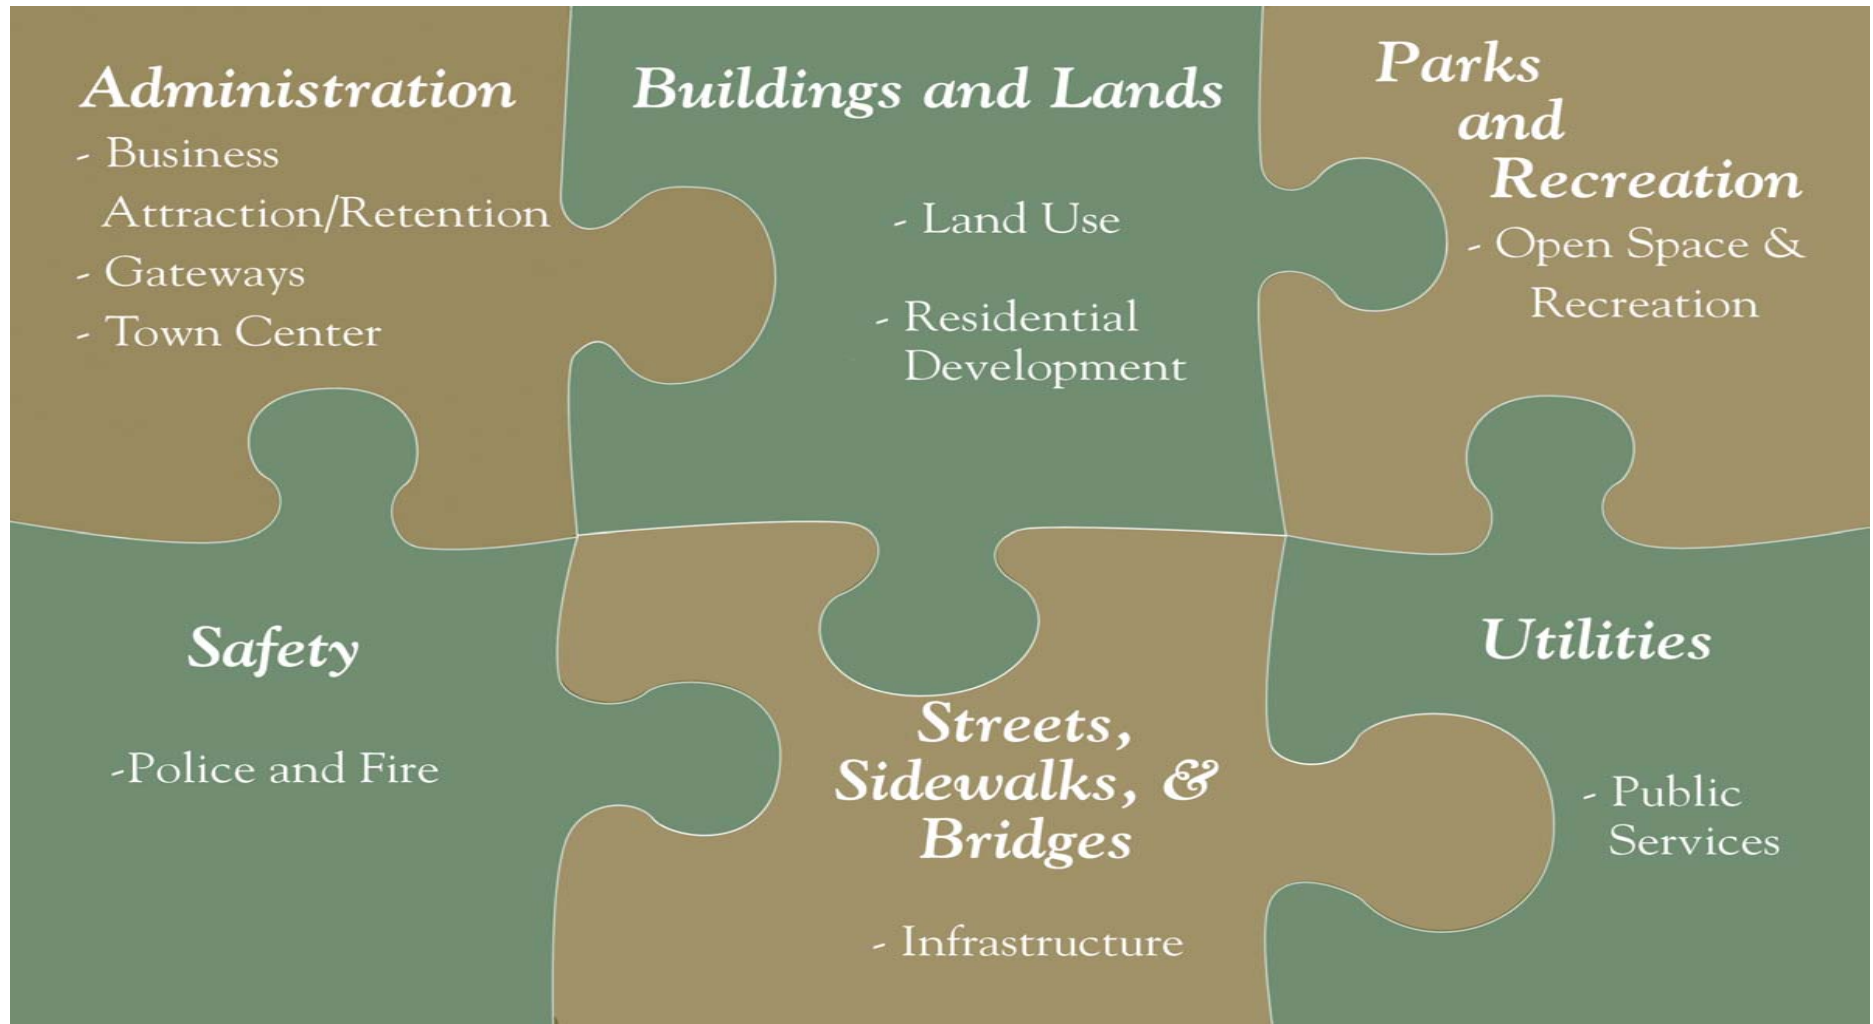 Administration
- Business
Attraction/Retention
- Gateways
- Town Center
Buildings and Lands
- Land Use
- Residential
Development
Parks
and
Recreation
- Open Space &
Recreation
Safety
-Police and Fire
Streets,
Sidewalks, &
Bridges
- Infrastructure
Utilities
- Public
Services